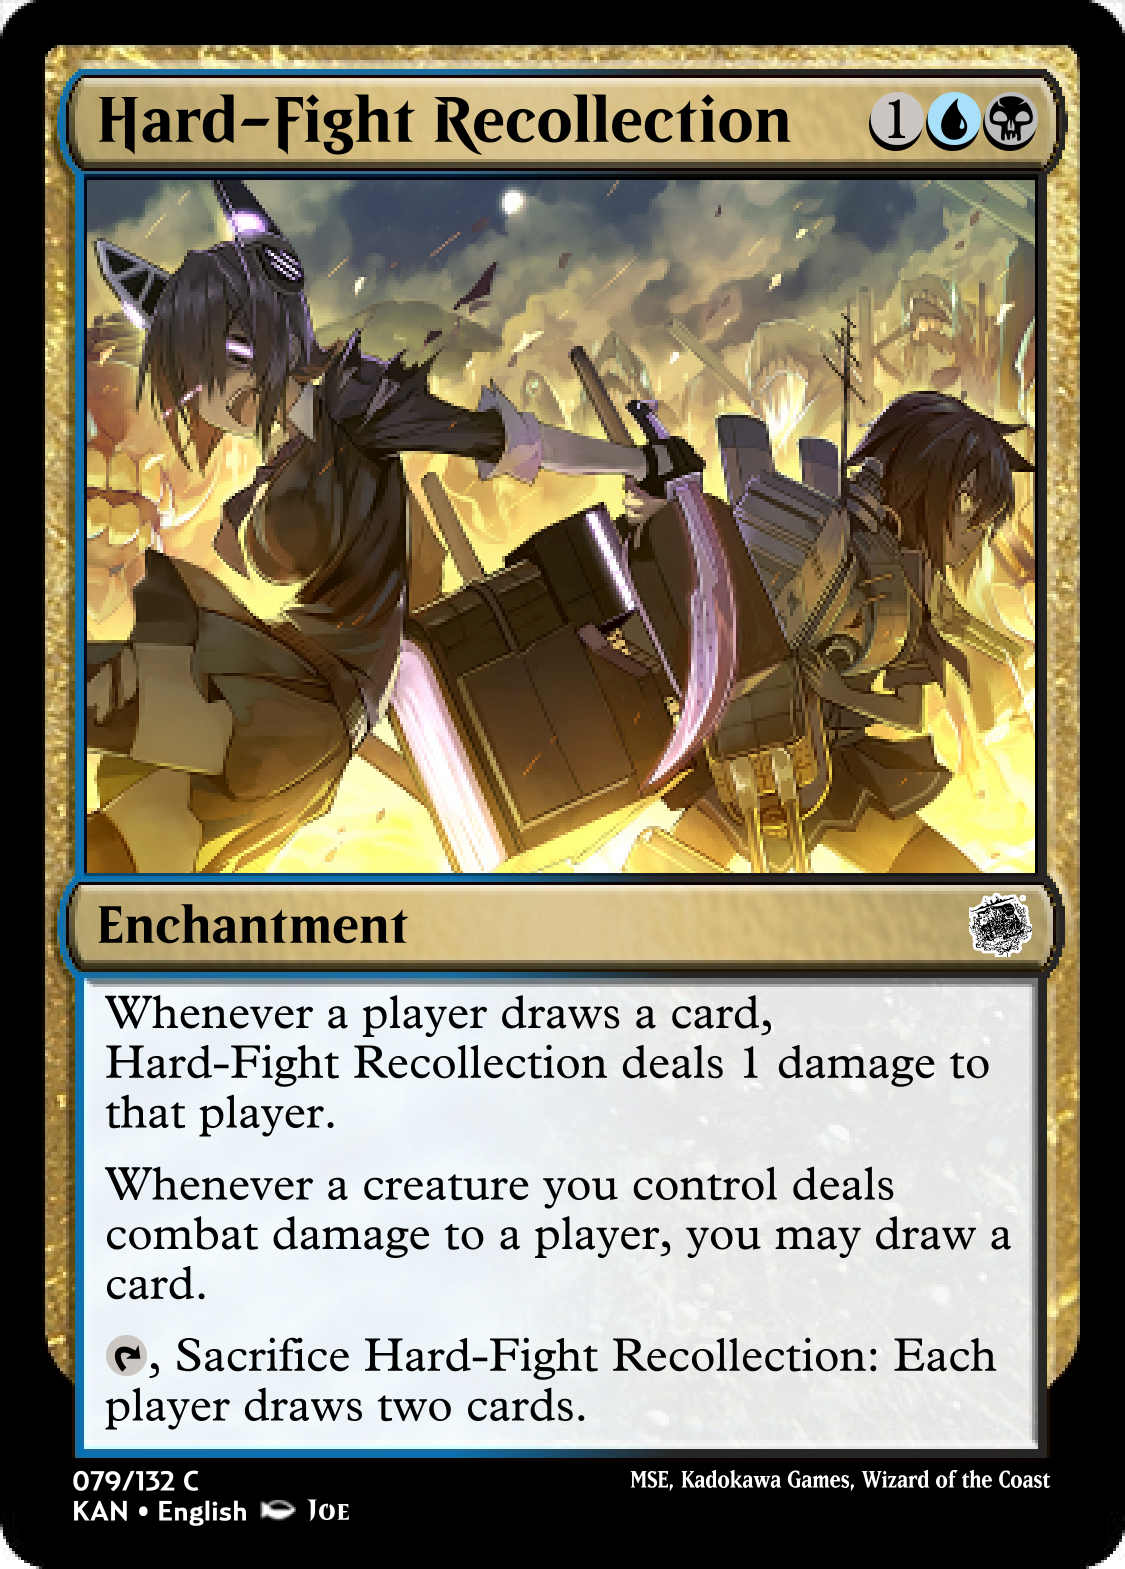 Hard-Fight Recollection 1
Enchantment
Whenever a player draws a card,
Hard-Fight Recollection deals 1 damage to
that player.
Whenever a creature you control deals
combat damage to a player, you may draw a
card.
, Sacrifice Hard-Fight Recollection: Each
player draws two cards.
079/132 C
MSE, Kadokawa Games, Wizard of the Coast
KAN • English Joe